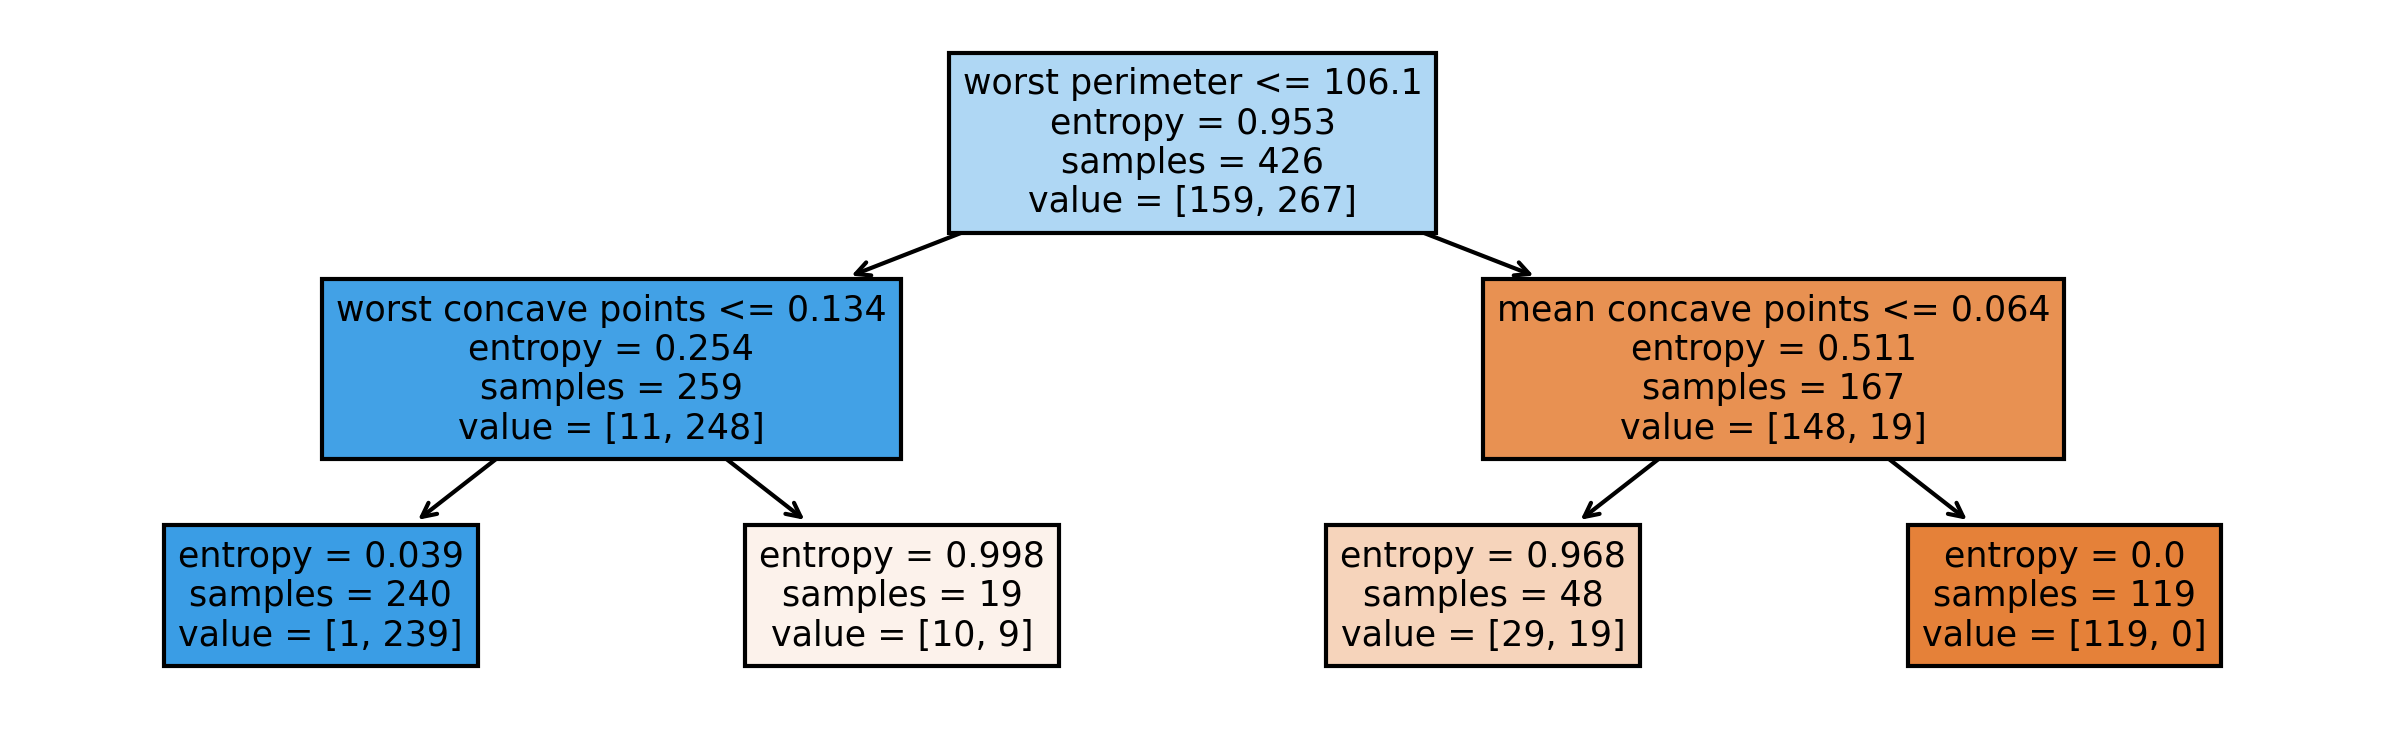 worst perimeter <= 106.1
entropy = 0.953
samples = 426
value = [159, 267]
worst concave points <= 0.134
entropy = 0.254
samples = 259
value = [11, 248]
mean concave points <= 0.064
entropy = 0.511
samples = 167
value = [148, 19]
entropy = 0.039
samples = 240
value = [1, 239]
entropy = 0.998
samples = 19
value = [10, 9]
entropy = 0.968
samples = 48
value = [29, 19]
entropy = 0.0
samples = 119
value = [119, 0]